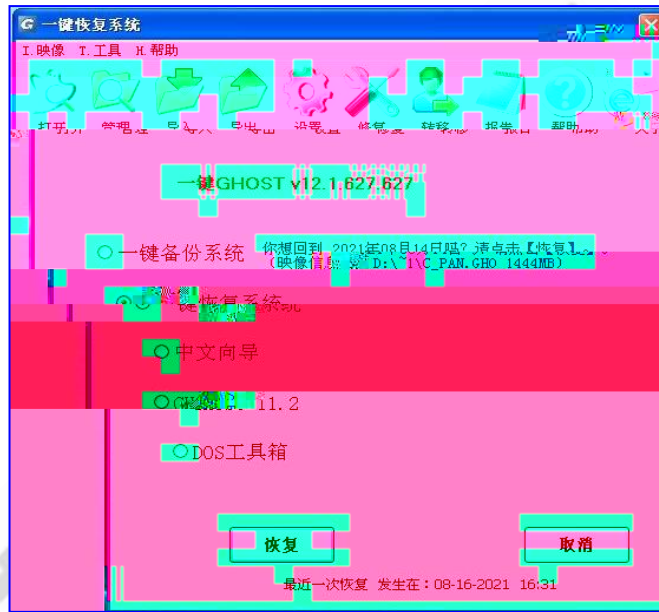 一键恢复系统
I.映像 T.工具 H.帮助
管理 导入 导出 设置 修复 转移 报告 帮助
一键GHOST v12.1.627.627
一键备份系统
你想回到 2021年08月14日吗?请点击【恢复】。
(映像信息 D:\~1\C_PAN.GHO 1444MB)
键恢复系统
中文向导
11.2
DOS工具箱
恢复 取消
最近一次恢复 发生在:08-16-2021 16:31